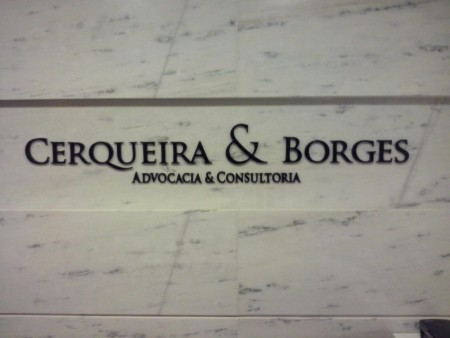 CERQUEIRA & BORGES
ADVOCACIA & CONSULTORIA